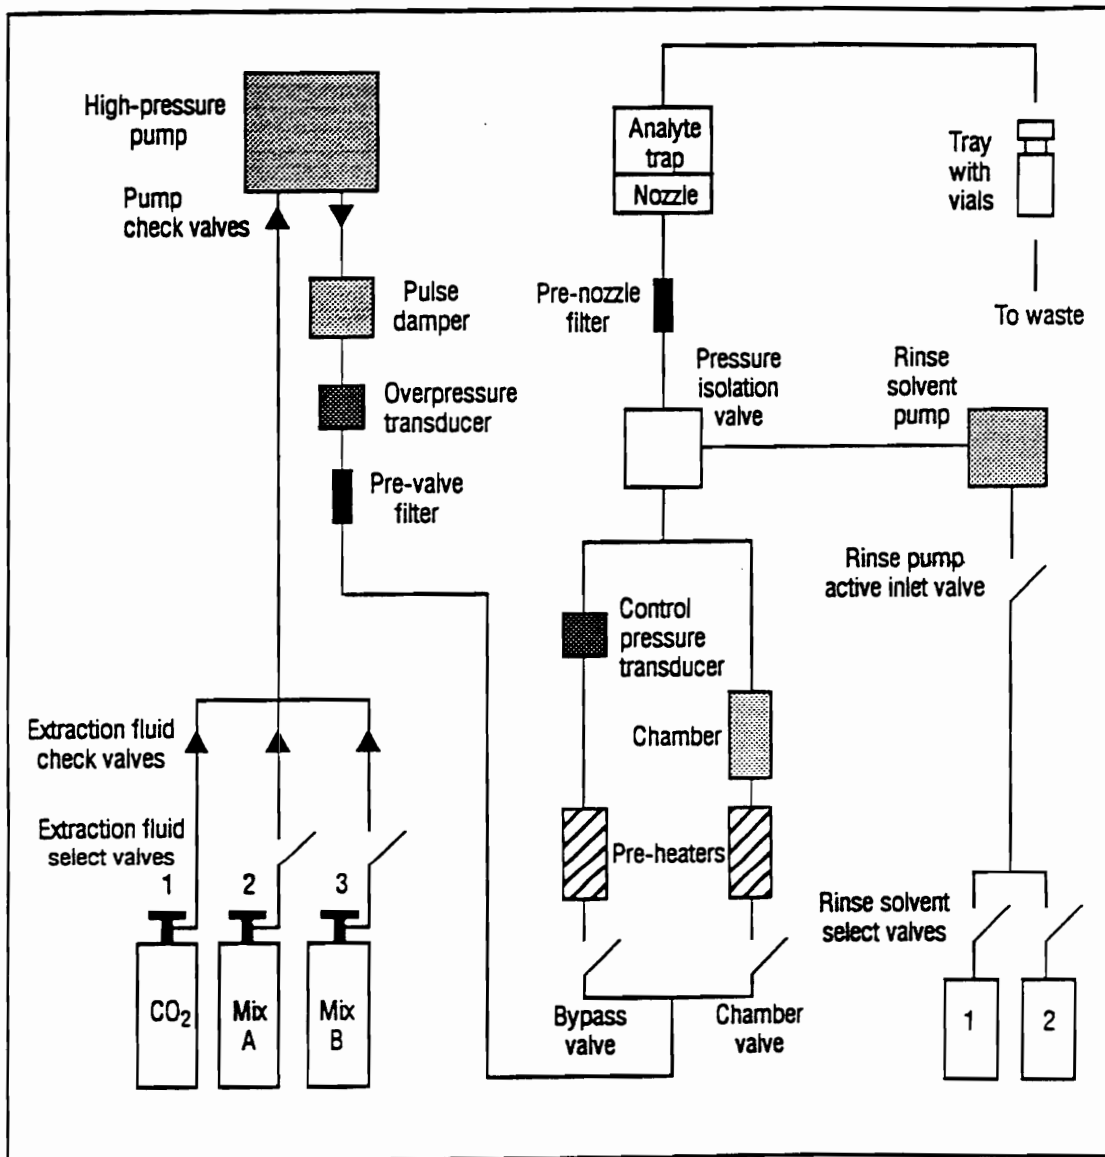 High-pressure
pump
Pump
check valves
Pulse
damper
Overpressure
transducer
Pre-valve
filter
Extraction fluid
check valves
Extraction fluid
select valves
1
2
3
CO₂
Mix
A
Mix
B
Analyte
trap
Nozzle
Pre-nozzle
filter
Pressure
isolation
valve
Control
pressure
transducer
Chamber
Pre-heaters
Bypass
valve
Chamber
valve
Tray
with
vials
To waste
Rinse
solvent
pump
Rinse pump
active inlet valve
Rinse solvent
select valves
1
2